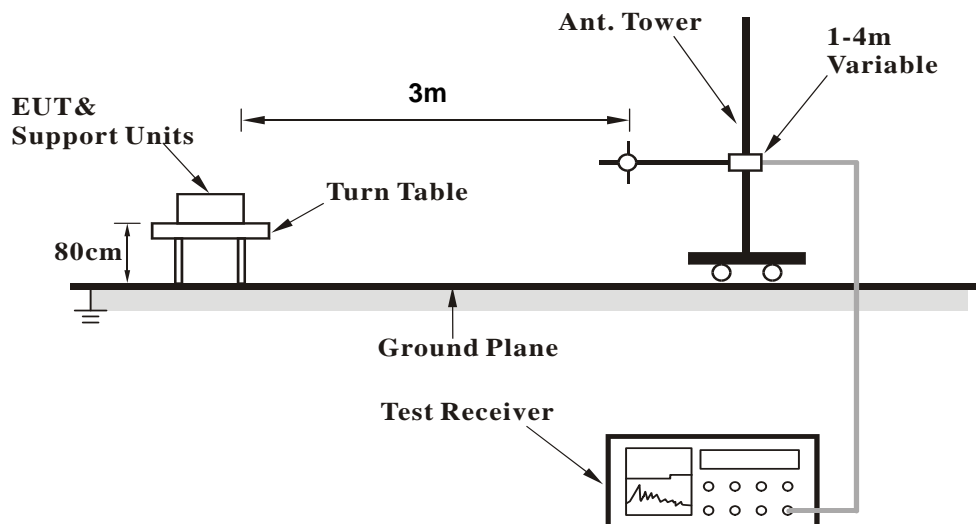 Ant. Tower
1-4m
Variable
3m
EUT&
Support Units
Turn Table
80cm
Ground Plane
Test Receiver